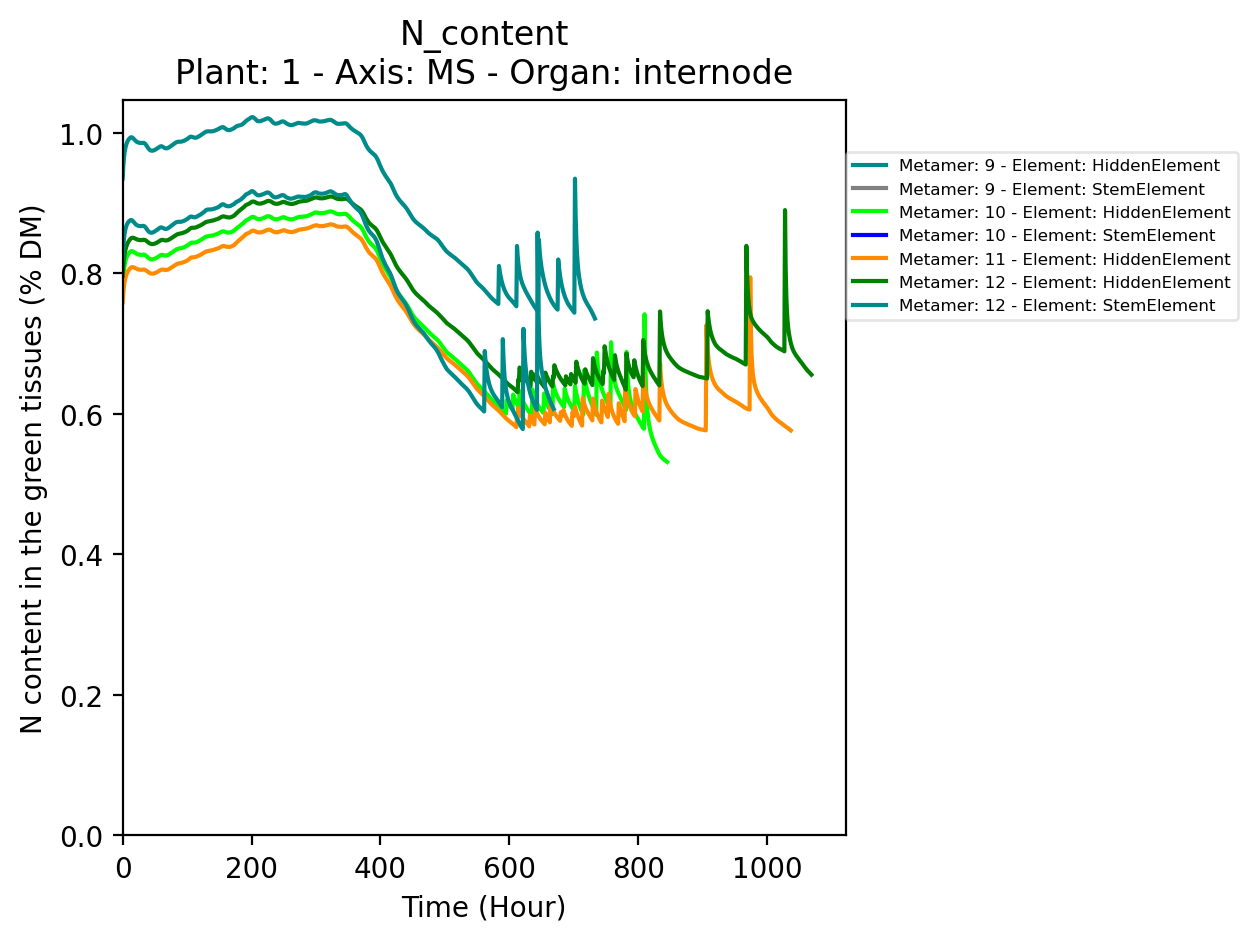 N_content
Plant: 1 - Axis: MS - Organ: internode
N content in the green tissues (% DM)
1.0
0.8
0.6
0.4
0.2
0.0
0
200
400
600
800
1000
Time (Hour)
Metamer: 9 - Element: HiddenElement
Metamer: 9 - Element: StemElement
Metamer: 10 - Element: HiddenElement
Metamer: 10 - Element: StemElement
Metamer: 11 - Element: HiddenElement
Metamer: 12 - Element: HiddenElement
Metamer: 12 - Element: StemElement